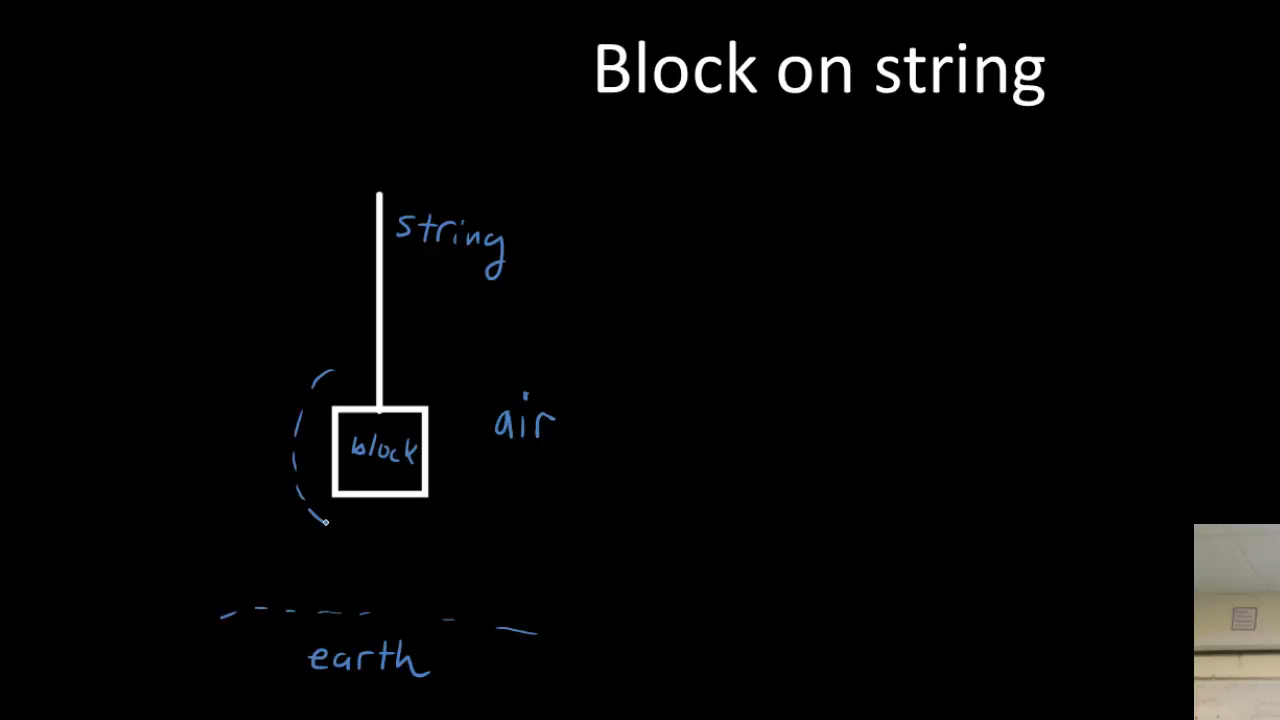 Block on string
string
air
block
earth